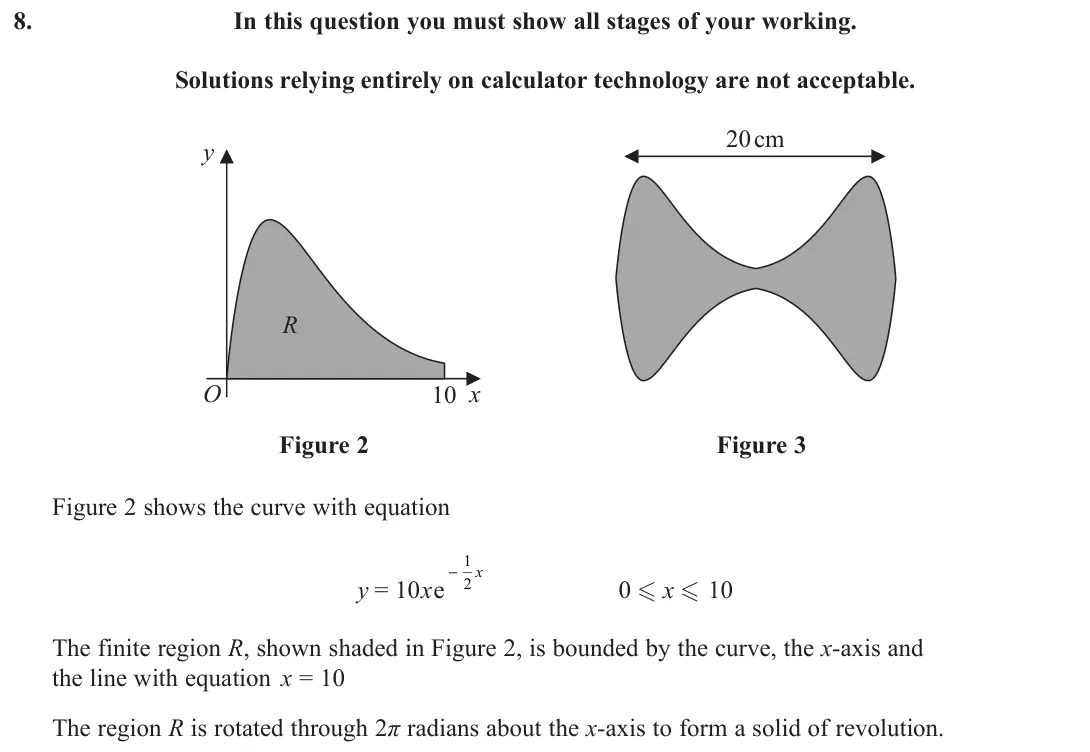 8. In this question you must show all stages of your working.
Solutions relying entirely on calculator technology are not acceptable.
20 cm
y
R
O 10 x
Figure 2 Figure 3
Figure 2 shows the curve with equation
y = 10xe^{-\frac{1}{2}x} 0 ⩽ x ⩽ 10
The finite region R, shown shaded in Figure 2, is bounded by the curve, the x-axis and
the line with equation x = 10
The region R is rotated through 2π radians about the x-axis to form a solid of revolution.